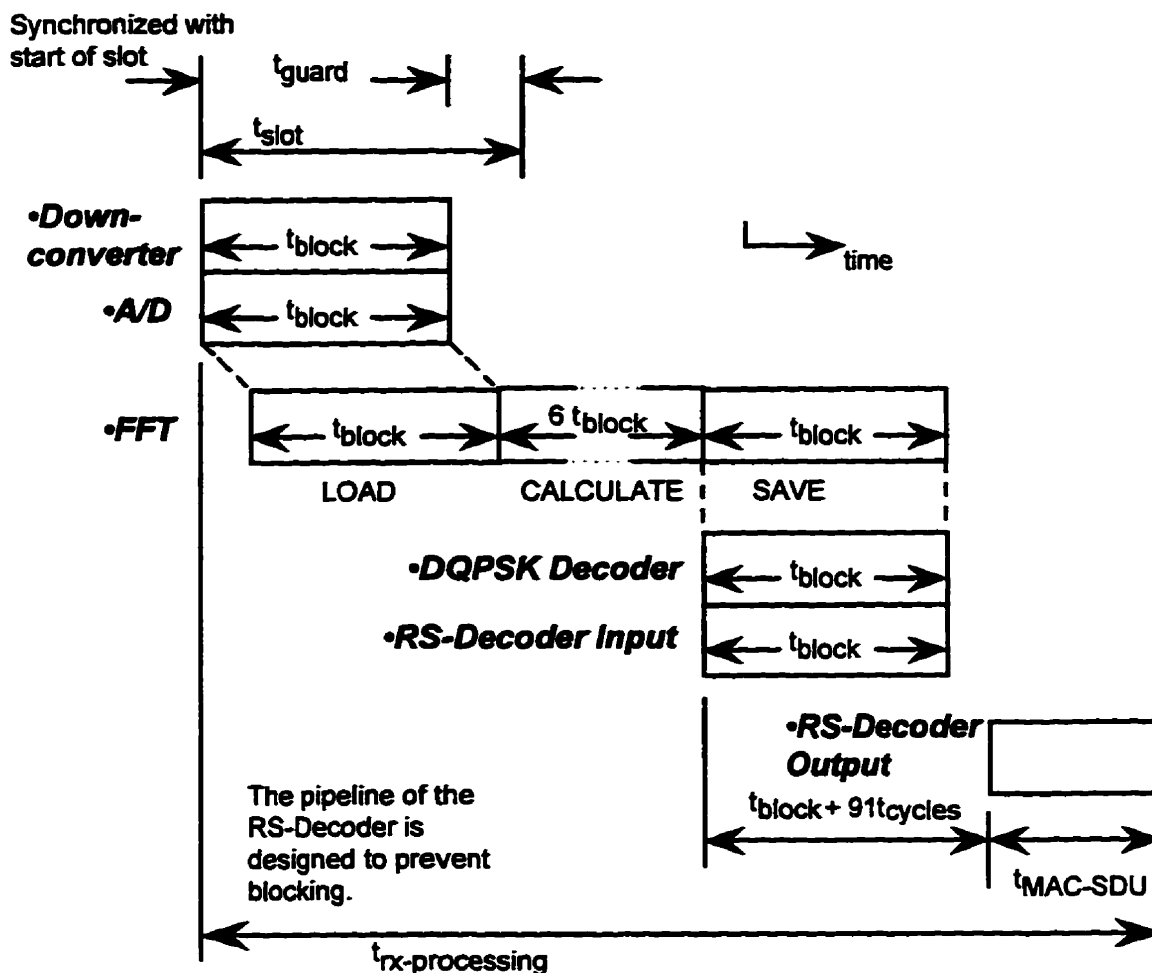 Synchronized with
start of slot
tguard
tslot
•Down-
converter
tblock
time
•A/D
tblock
•FFT
tblock
6 tblock
tblock
LOAD
CALCULATE
SAVE
•DQPSK Decoder
tblock
•RS-Decoder Input
tblock
•RS-Decoder
Output
The pipeline of the
RS-Decoder is
designed to prevent
blocking.
tblock + 91tcycles
tMAC-SDU
trx-processing